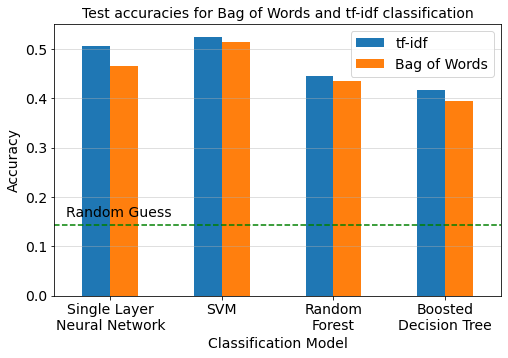 Test accuracies for Bag of Words and tf-idf classification
tf-idf
Bag of Words
Accuracy
0.5
0.4
0.3
0.2
0.1
0.0
Random Guess
Single Layer
Neural Network
SVM
Random
Forest
Boosted
Decision Tree
Classification Model